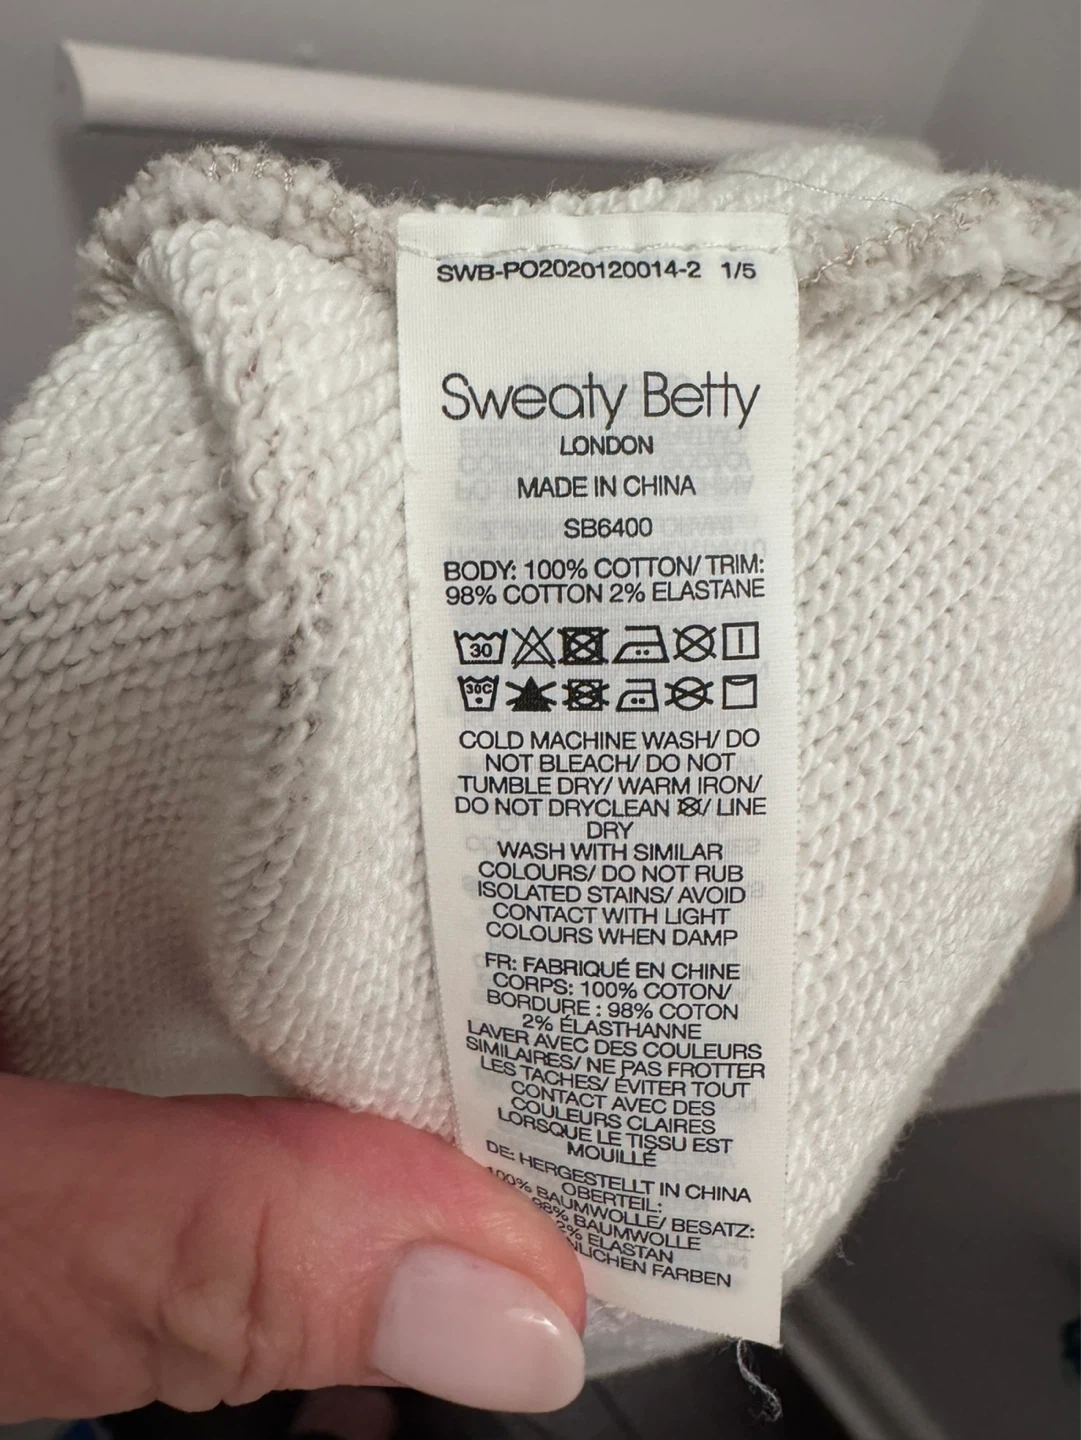 SWB-PO2020120014-2 1/5
Sweaty Betty
LONDON
MADE IN CHINA
SB6400
BODY: 100% COTTON/ TRIM:
98% COTTON 2% ELASTANE
30
30C
COLD MACHINE WASH/ DO
NOT BLEACH/ DO NOT
TUMBLE DRY/ WARM IRON/
DO NOT DRYCLEAN / LINE
DRY
WASH WITH SIMILAR
COLOURS/ DO NOT RUB
ISOLATED STAINS/ AVOID
CONTACT WITH LIGHT
COLOURS WHEN DAMP
FR: FABRIQUÉ EN CHINE
CORPS: 100% COTON/
BORDURE : 98% COTON
2% ÉLASTHANNE
LAVER AVEC DES COULEURS
SIMILAIRES/ NE PAS FROTTER
LES TACHES/ ÉVITER TOUT
CONTACT AVEC DES
COULEURS CLAIRES
LORSQUE LE TISSU EST
MOUILLÉ
DE: HERGESTELLT IN CHINA
OBERTEIL:
100% BAUMWOLLE/ BESATZ:
98% BAUMWOLLE
2% ELASTAN
FARBEN